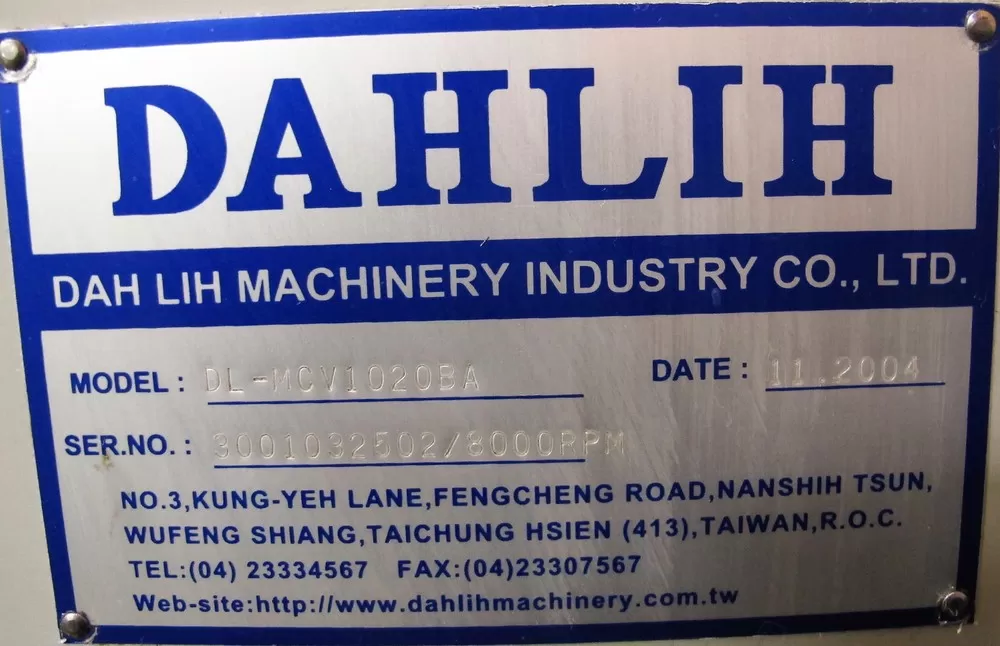 DAHLIH
DAH LIH MACHINERY INDUSTRY CO., LTD.
MODEL : DL-MCV1020BA DATE : 11.2004
SER.NO. : 3001032502/8000RPM
NO.3,KUNG-YEH LANE,FENGCHENG ROAD,NANSHIH TSUN,
WUFENG SHIANG,TAICHUNG HSIEN (413),TAIWAN,R.O.C.
TEL:(04) 23334567 FAX:(04)23307567
Web-site:http://www.dahlihmachinery.com.tw